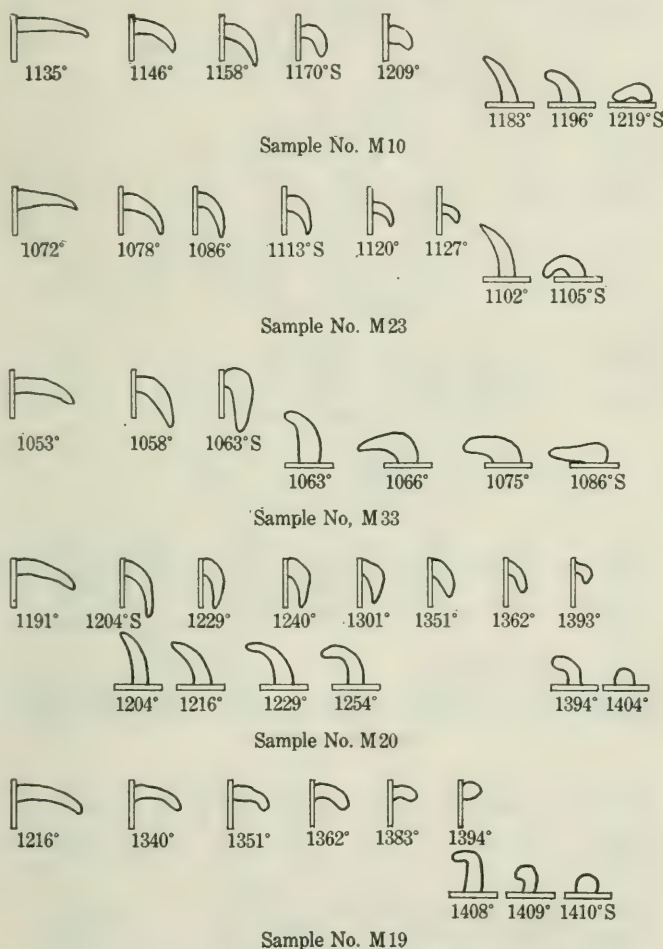 1135° 1146° 1158° 1170°S 1209°
1183° 1196° 1219°S
Sample No. M10
1072° 1078° 1086° 1113°S 1120° 1127°
1102° 1105°S
Sample No. M23
1053° 1058° 1063°S
1063° 1066° 1075° 1086°S
Sample No, M33
1191° 1204°S 1229° 1240° 1301° 1351° 1362° 1393°
1204° 1216° 1229° 1254° 1394° 1404°
Sample No. M20
1216° 1340° 1351° 1362° 1383° 1394°
1408° 1409° 1410°S
Sample No. M19